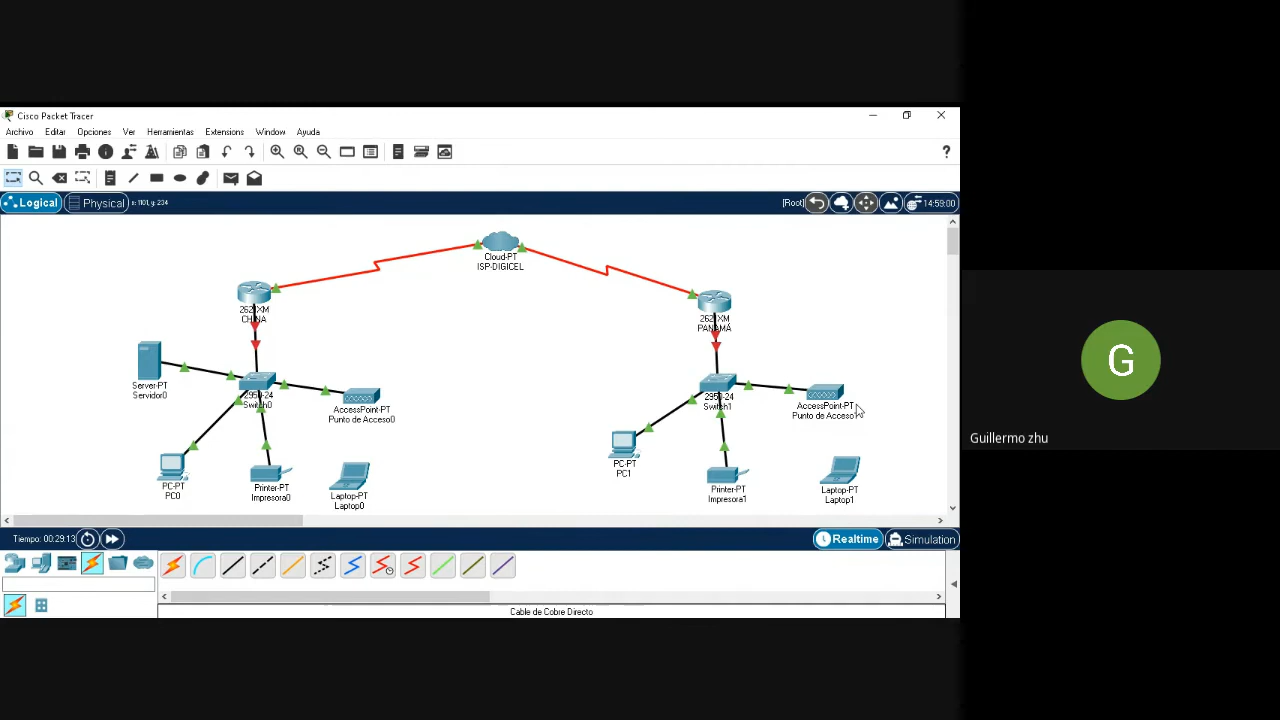 Cisco Packet Tracer
Archivo Editar Opciones Ver Herramientas Extensions Window Ayuda
?
Logical Physical x: 1101, y: 234 [Root] 14:59:00
Cloud-PT
ISP-DIGICEL
CHINA
PANAMÁ
Server-PT
Servidor0
2950-24
Switch0
AccessPoint-PT
Punto de Acceso0
2950-24
Switch1
AccessPoint-PT
Punto de Acceso1
PC-PT
PC0
Printer-PT
Impresora0
Laptop-PT
Laptop0
PC-PT
PC1
Printer-PT
Impresora1
Laptop-PT
Laptop1
Tiempo: 00:29:13 Realtime Simulation
Cable de Cobre Directo
G
Guillermo zhu